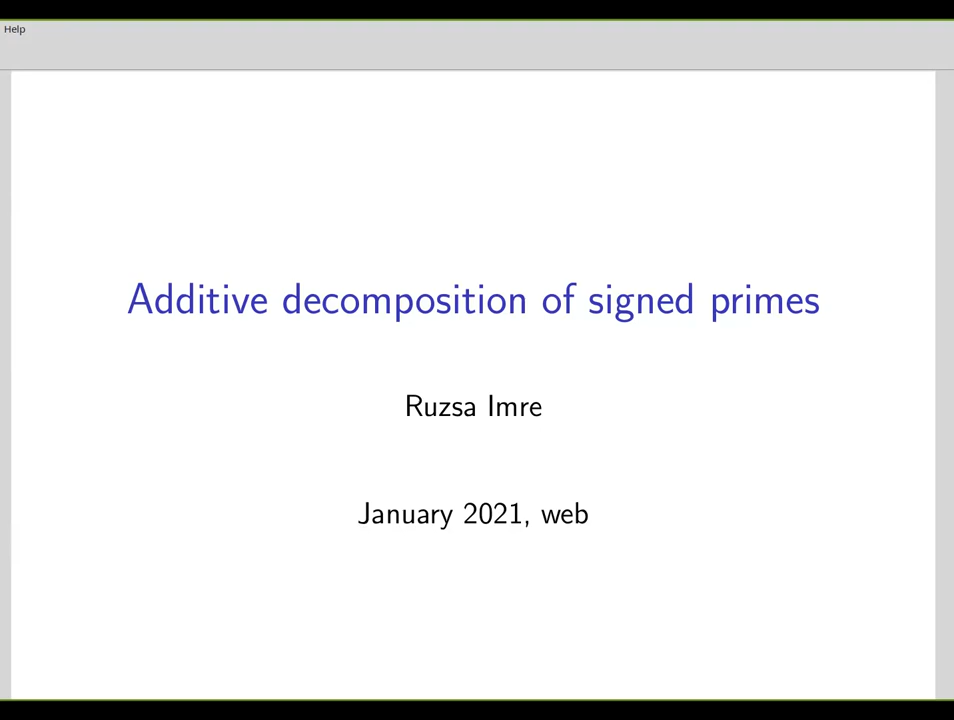 Help
Additive decomposition of signed primes
Ruzsa Imre
January 2021, web